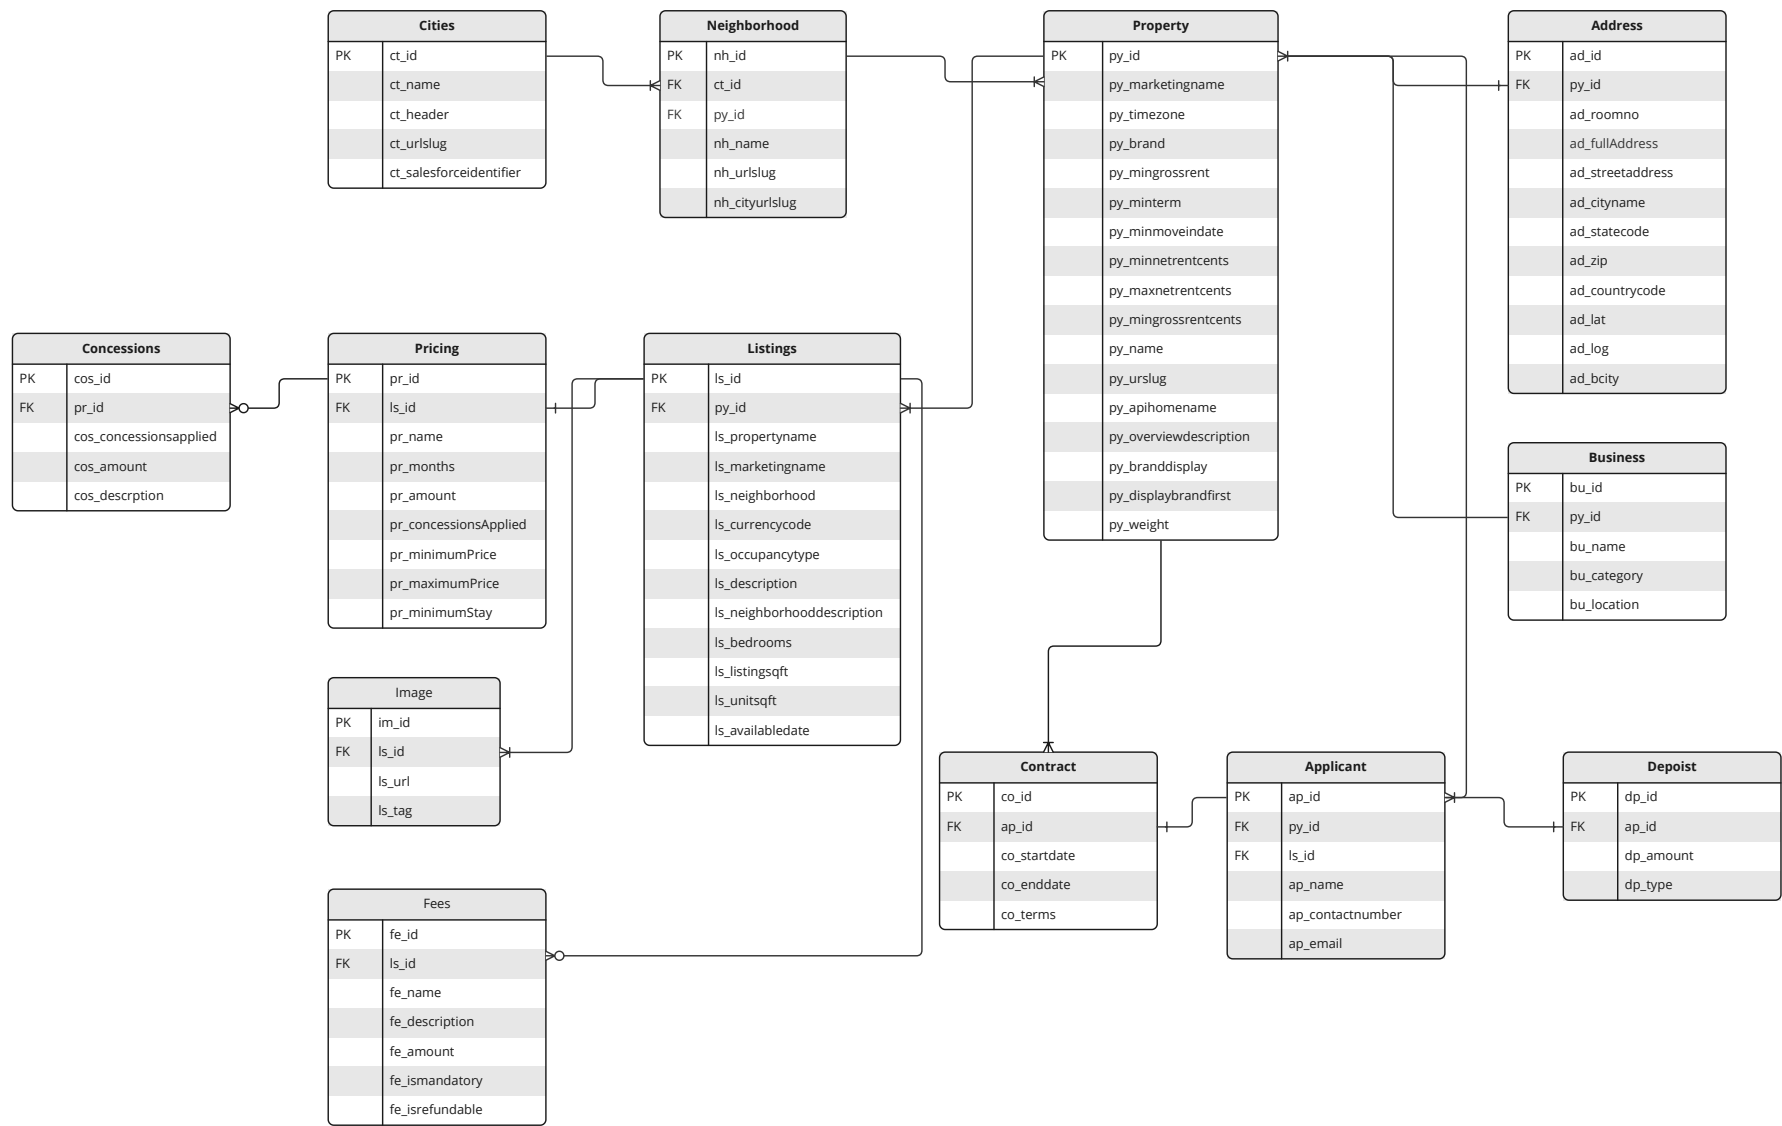 Cities
PK ct_id
ct_name
ct_header
ct_urlslug
ct_salesforceidentifier
Neighborhood
PK nh_id
FK ct_id
FK py_id
nh_name
nh_urlslug
nh_cityurlslug
Property
PK py_id
py_marketingname
py_timezone
py_brand
py_mingrossrent
py_minterm
py_minmoveindate
py_minnetrentcents
py_maxnetrentcents
py_mingrossrentcents
py_name
py_urslug
py_apihomename
py_overviewdescription
py_branddisplay
py_displaybrandfirst
py_weight
Address
PK ad_id
FK py_id
ad_roomno
ad_fullAddress
ad_streetaddress
ad_cityname
ad_statecode
ad_zip
ad_countrycode
ad_lat
ad_log
ad_bcity
Concessions
PK cos_id
FK pr_id
cos_concessionsapplied
cos_amount
cos_descrption
Pricing
PK pr_id
FK ls_id
pr_name
pr_months
pr_amount
pr_concessionsApplied
pr_minimumPrice
pr_maximumPrice
pr_minimumStay
Listings
PK ls_id
FK py_id
ls_propertyname
ls_marketingname
ls_neighborhood
ls_currencycode
ls_occupancytype
ls_description
ls_neighborhooddescription
ls_bedrooms
ls_listingsqft
ls_unitsqft
ls_availabledate
Business
PK bu_id
FK py_id
bu_name
bu_category
bu_location
Image
PK im_id
FK ls_id
ls_url
ls_tag
Contract
PK co_id
FK ap_id
co_startdate
co_enddate
co_terms
Applicant
PK ap_id
FK py_id
FK ls_id
ap_name
ap_contactnumber
ap_email
Depoist
PK dp_id
FK ap_id
dp_amount
dp_type
Fees
PK fe_id
FK ls_id
fe_name
fe_description
fe_amount
fe_ismandatory
fe_isrefundable